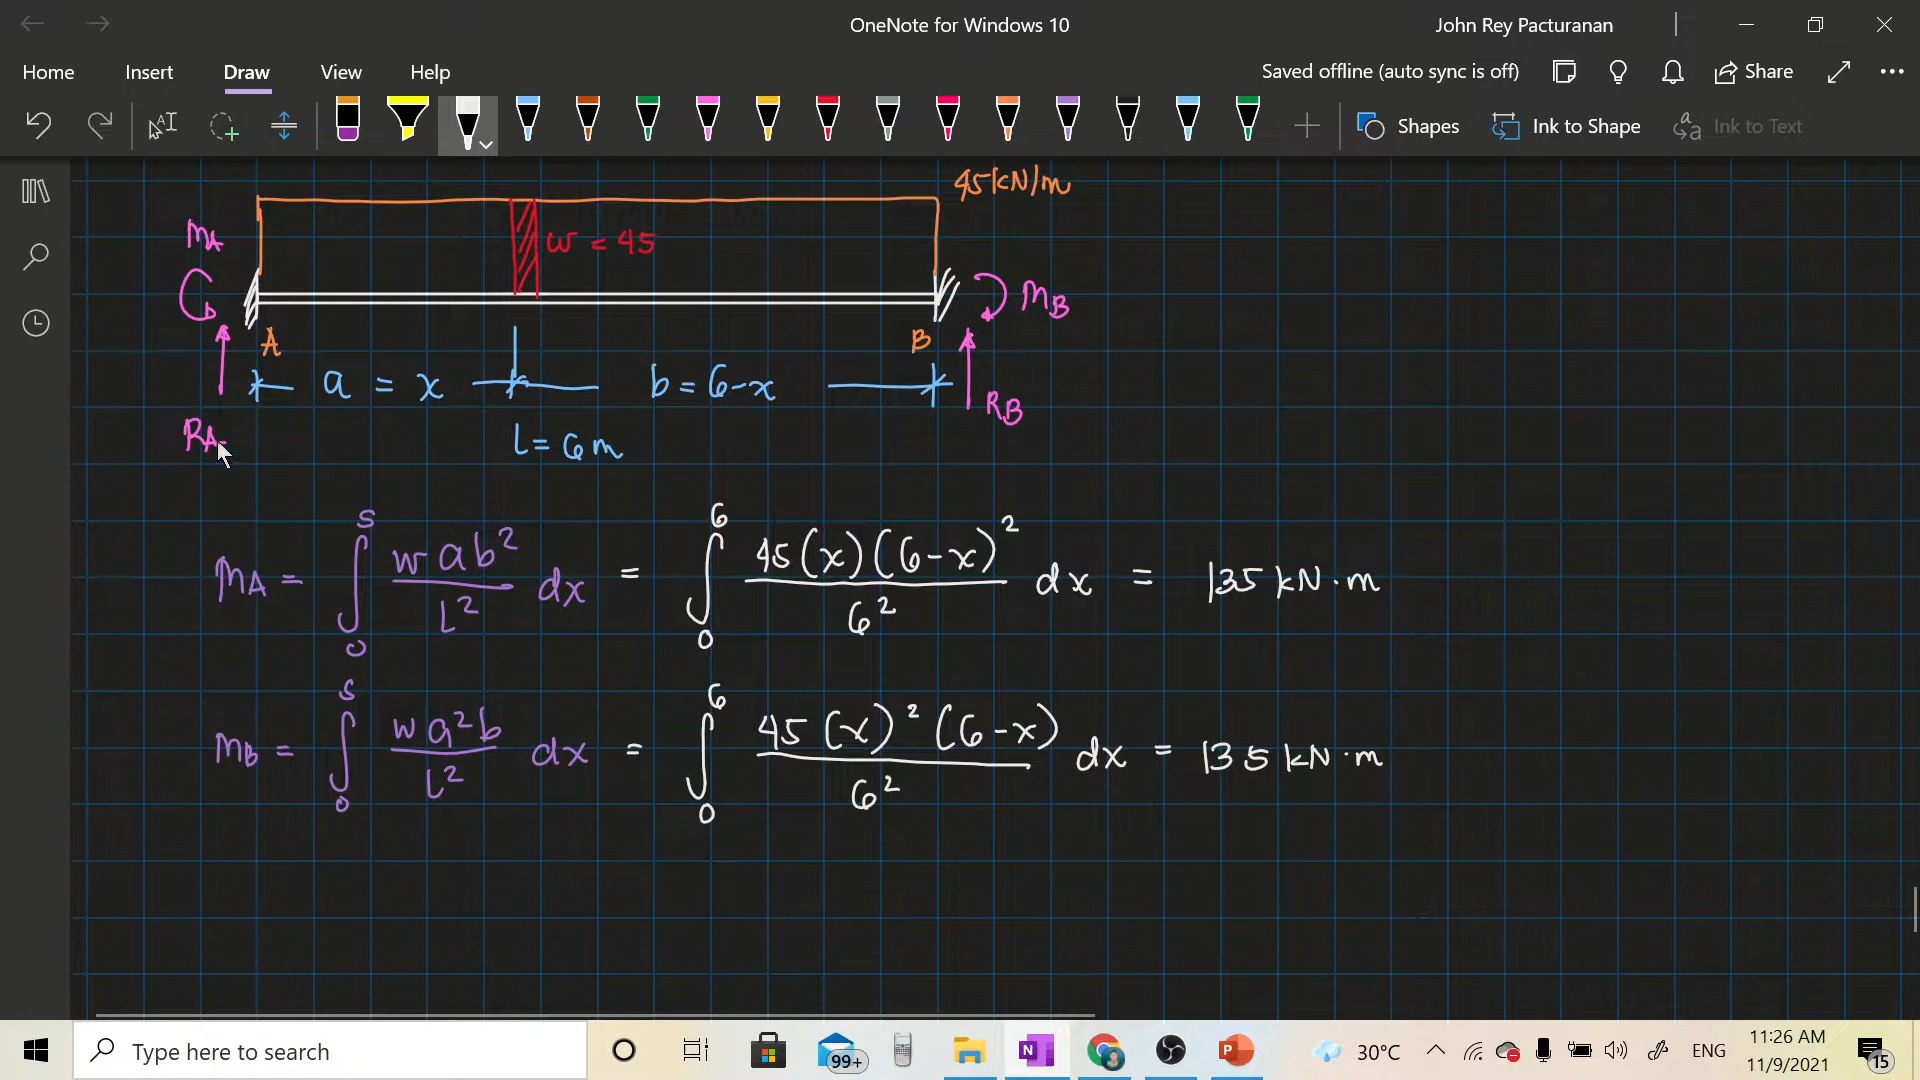 OneNote for Windows 10
John Rey Pacturanan
Home Insert Draw View Help
Saved offline (auto sync is off)
Share
Shapes
Ink to Shape
Ink to Text
45 kN/m
MA
w = 45
MB
A
B
a = x
b = 6-x
RA
RB
L = 6 m
MA = ∫₀ˢ wab²/L² dx = ∫₀⁶ 45(x)(6-x)²/6² dx = 135 kN·m
MB = ∫₀ˢ wa²b/L² dx = ∫₀⁶ 45(x)²(6-x)/6² dx = 135 kN·m
Type here to search
99+
30°C
ENG
11:26 AM
11/9/2021
15